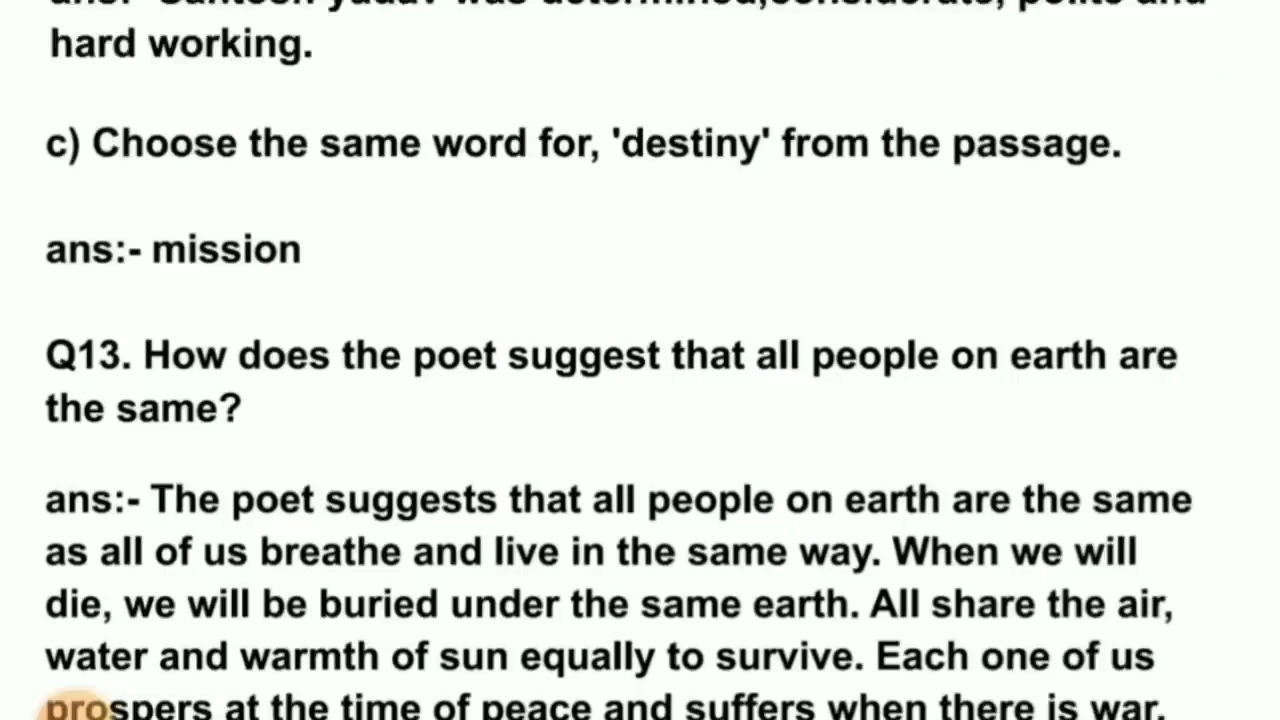 hard working.
c) Choose the same word for, 'destiny' from the passage.
ans:- mission
Q13. How does the poet suggest that all people on earth are
the same?
ans:- The poet suggests that all people on earth are the same
as all of us breathe and live in the same way. When we will
die, we will be buried under the same earth. All share the air,
water and warmth of sun equally to survive. Each one of us
prospers at the time of peace and suffers when there is war.